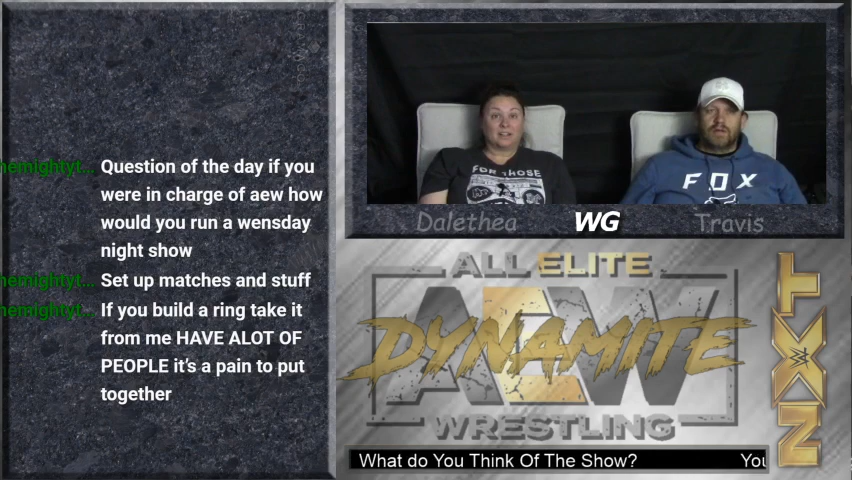 hemightyt... Question of the day if you
were in charge of aew how
would you run a wensday
night show
hemightyt... Set up matches and stuff
hemightyt... If you build a ring take it
from me HAVE ALOT OF
PEOPLE it's a pain to put
together
FOR THOSE
FOX
Dalethea
WG
Travis
ALL ELITE
AEW
DYNAMITE
WRESTLING
NXT
W
What do You Think Of The Show?
You